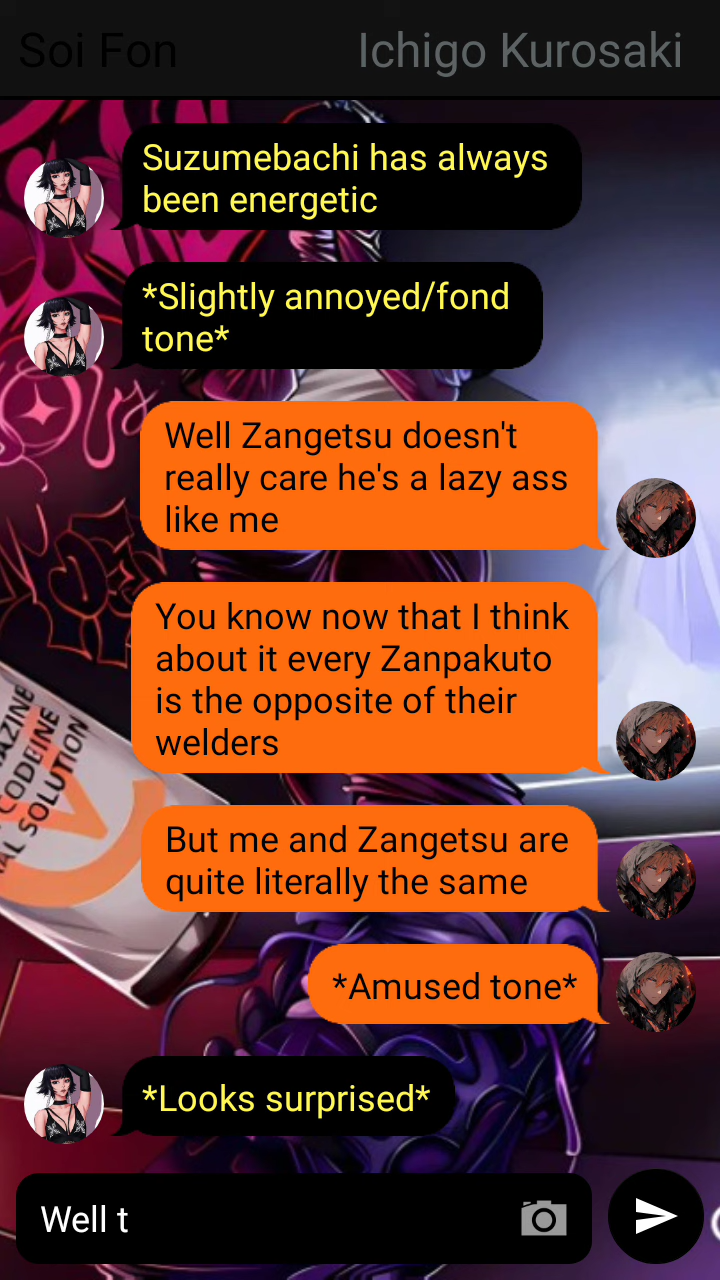 Soi Fon
Ichigo Kurosaki
Suzumebachi has always
been energetic
*Slightly annoyed/fond
tone*
Well Zangetsu doesn't
really care he's a lazy ass
like me
You know now that I think
about it every Zanpakuto
is the opposite of their
welders
AZINE
CODEINE
AL SOLUTION
But me and Zangetsu are
quite literally the same
*Amused tone*
*Looks surprised*
Well t